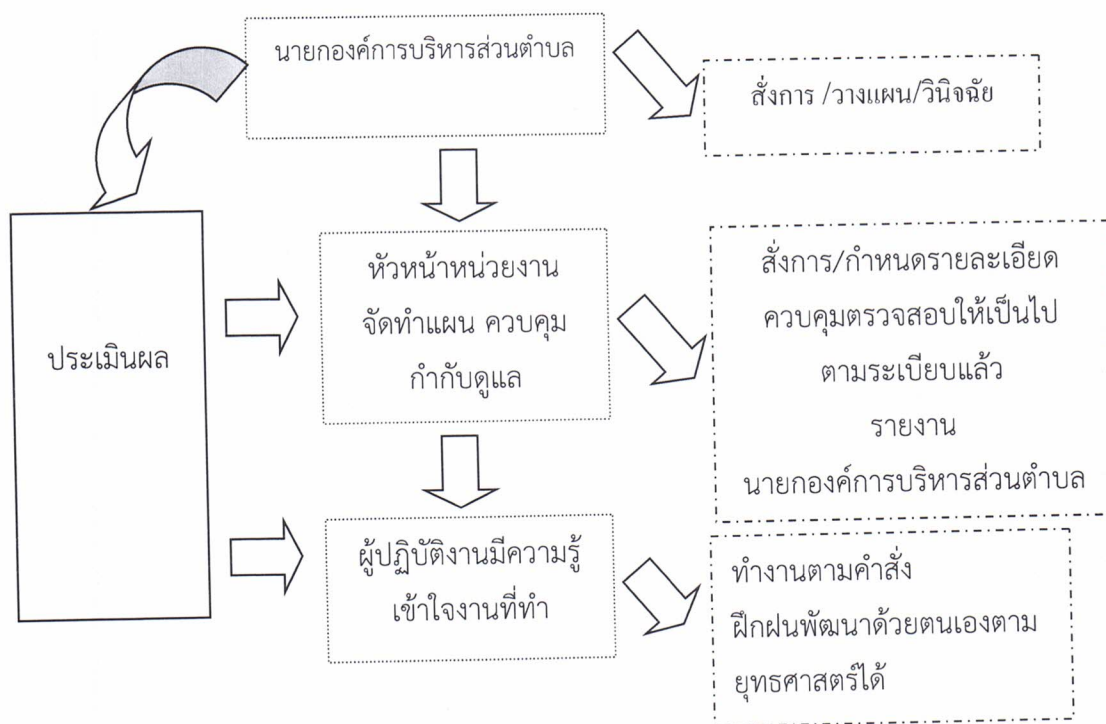 นายกองค์การบริหารส่วนตำบล
สั่งการ /วางแผน/วินิจฉัย
ประเมินผล
หัวหน้าหน่วยงาน
จัดทำแผน ควบคุม
กำกับดูแล
สั่งการ/กำหนดรายละเอียด
ควบคุมตรวจสอบให้เป็นไป
ตามระเบียบแล้ว
รายงาน
นายกองค์การบริหารส่วนตำบล
ผู้ปฏิบัติงานมีความรู้
เข้าใจงานที่ทำ
ทำงานตามคำสั่ง
ฝึกฝนพัฒนาด้วยตนเองตาม
ยุทธศาสตร์ได้